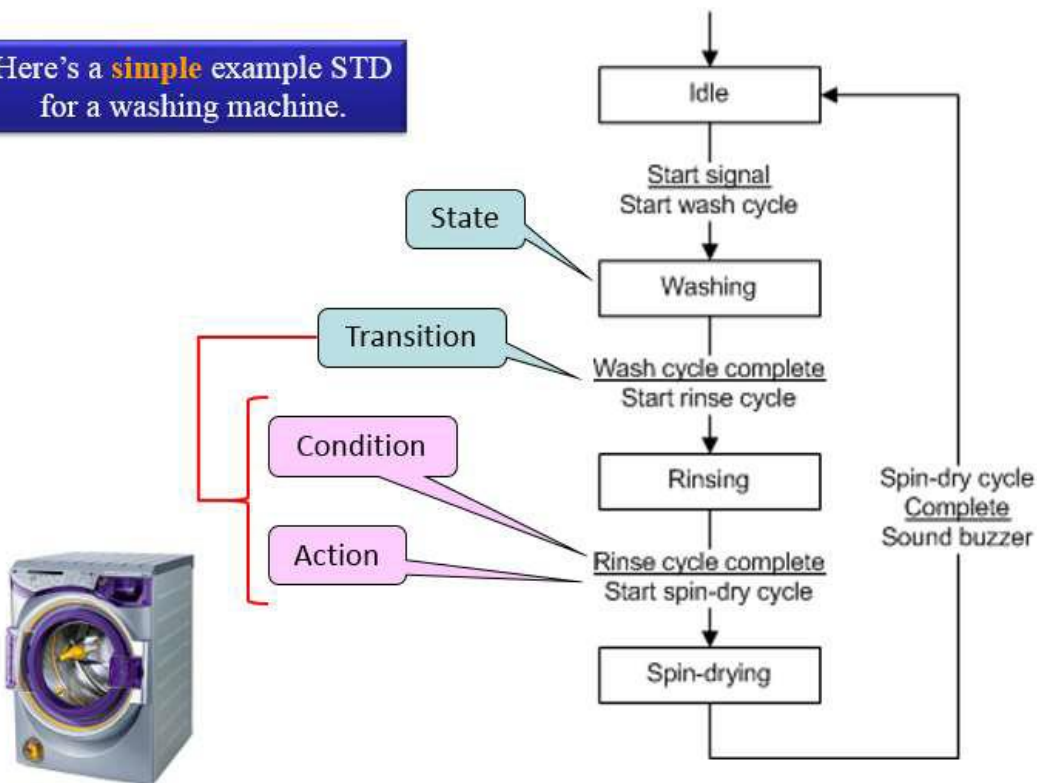 Here's a simple example STD
for a washing machine.
Idle
Start signal
Start wash cycle
State
Washing
Transition
Wash cycle complete
Start rinse cycle
Condition
Rinsing
Spin-dry cycle
Complete
Sound buzzer
Action
Rinse cycle complete
Start spin-dry cycle
Spin-drying